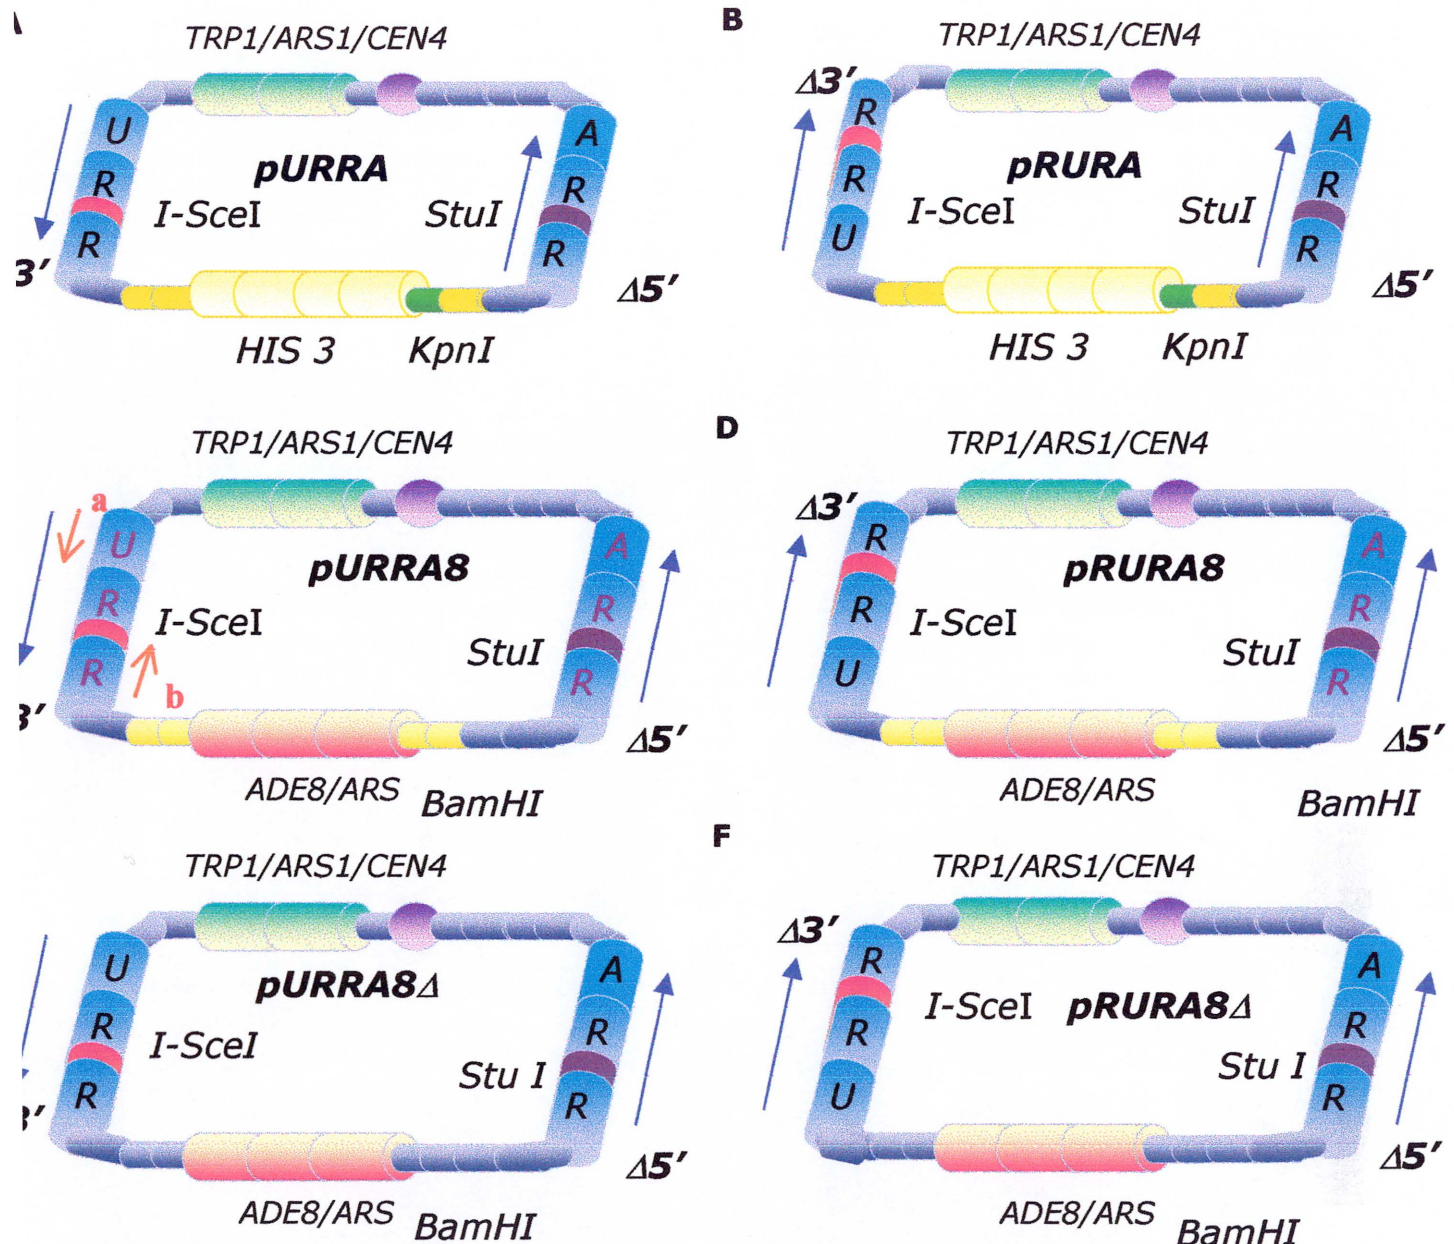 B
TRP1/ARS1/CEN4
U
R
R
pURRA
I-SceI
StuI
A
R
R
3'
Δ5'
HIS 3
KpnI
TRP1/ARS1/CEN4
Δ3'
R
R
U
pRURA
I-SceI
StuI
A
R
R
Δ5'
HIS 3
KpnI
TRP1/ARS1/CEN4
a
U
R
R
pURRA8
I-SceI
StuI
b
A
R
R
3'
Δ5'
ADE8/ARS
BamHI
D
TRP1/ARS1/CEN4
Δ3'
R
R
U
pRURA8
I-SceI
StuI
A
R
R
Δ5'
ADE8/ARS
BamHI
TRP1/ARS1/CEN4
U
R
R
pURRA8Δ
I-SceI
Stu I
A
R
R
3'
Δ5'
ADE8/ARS
BamHI
F
TRP1/ARS1/CEN4
Δ3'
R
R
U
I-SceI
pRURA8Δ
Stu I
A
R
R
Δ5'
ADE8/ARS
BamHI